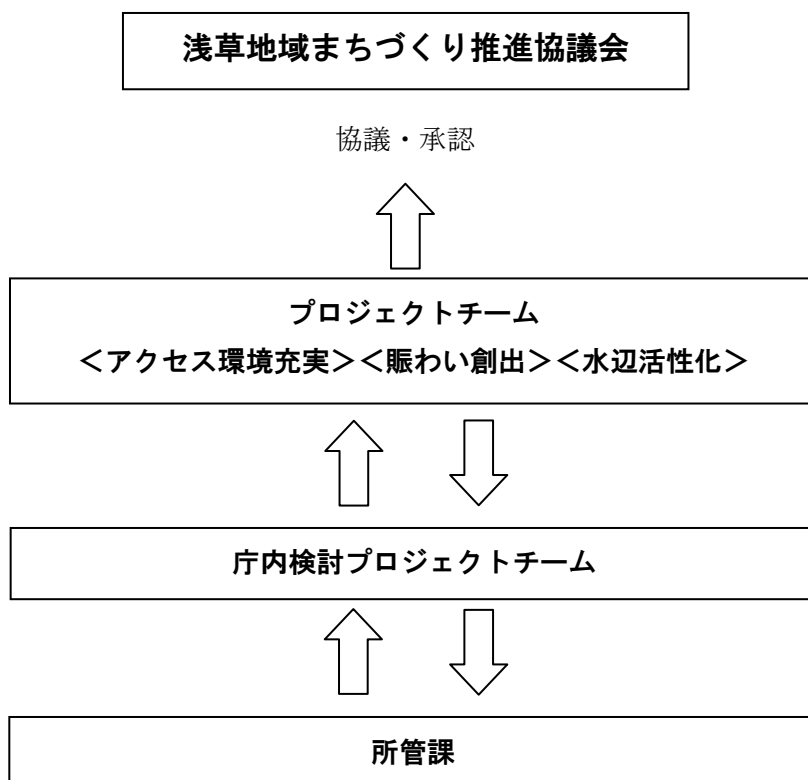 浅草地域まちづくり推進協議会
協議・承認
プロジェクトチーム
＜アクセス環境充実＞＜賑わい創出＞＜水辺活性化＞
庁内検討プロジェクトチーム
所管課